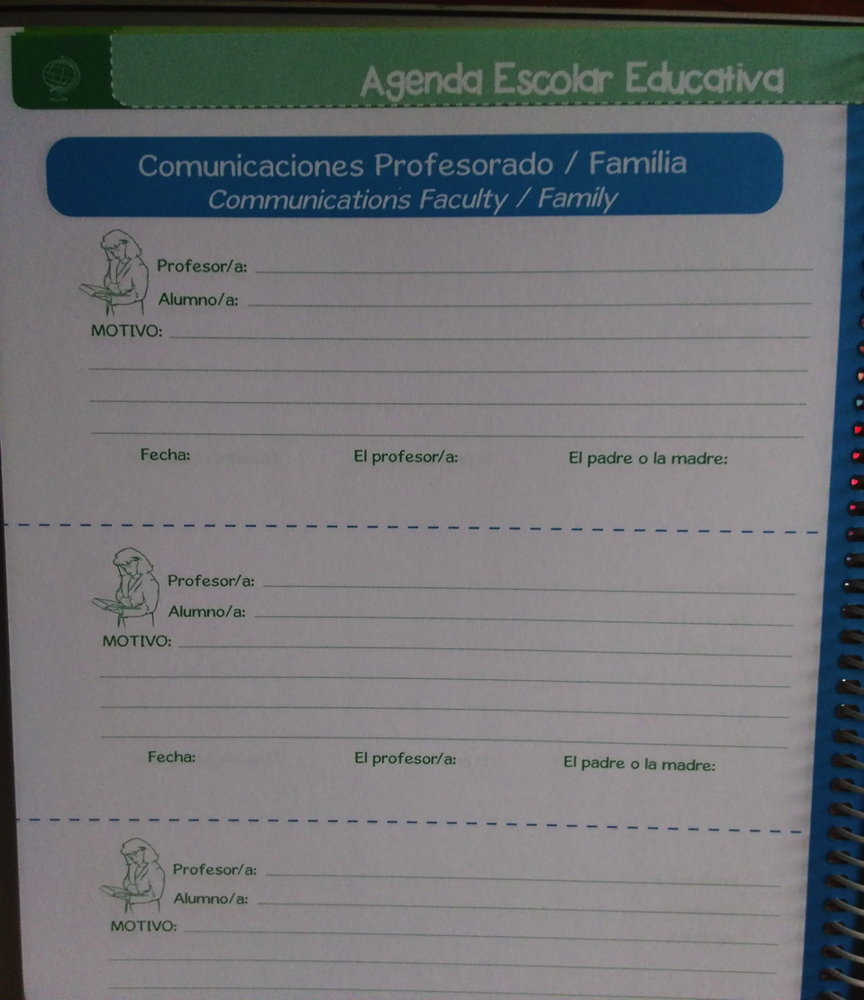 Agenda Escolar Educativa
Comunicaciones Profesorado / Familia
Communications Faculty / Family
Profesor/a:
Alumno/a:
MOTIVO:
Fecha: El profesor/a: El padre o la madre:
Profesor/a:
Alumno/a:
MOTIVO:
Fecha: El profesor/a: El padre o la madre:
Profesor/a:
Alumno/a:
MOTIVO: